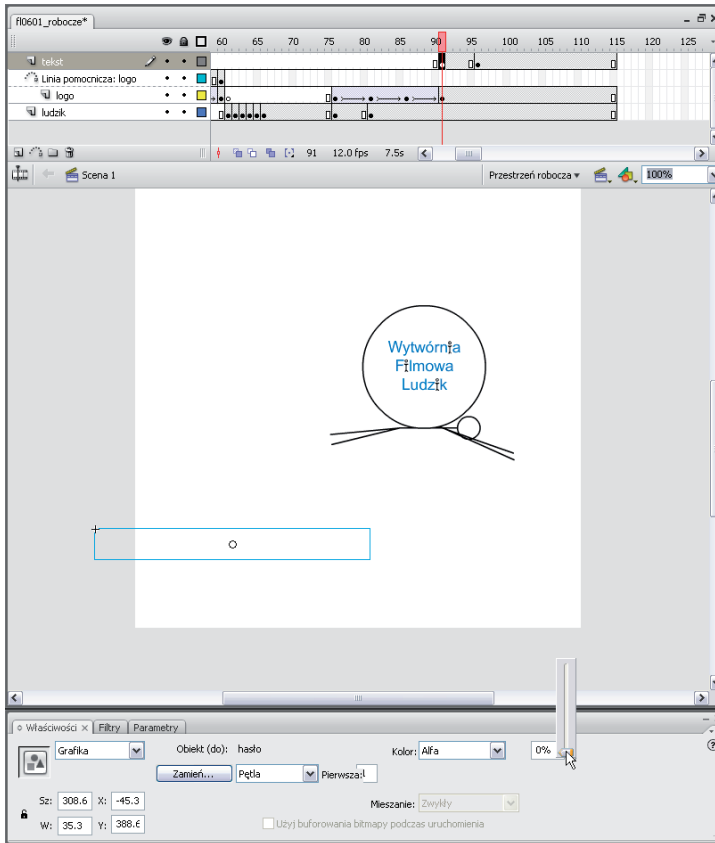 fl0601_robocze*
60 65 70 75 80 85 90 95 100 105 110 115 120 125
tekst
Linia pomocnicza: logo
logo
ludzik
91 12.0 fps 7.5s
Scena 1 Przestrzeń robocza 100%
Wytwórnia
Filmowa
Ludzik
Właściwości × Filtry Parametry
Grafika Obiekt (do): hasło Kolor: Alfa 0%
Zamień... Pętla Pierwsza:1
Sz: 308.6 X: -45.3 Mieszanie: Zwykły
W: 35.3 Y: 388.6 Użyj buforowania bitmapy podczas uruchomienia